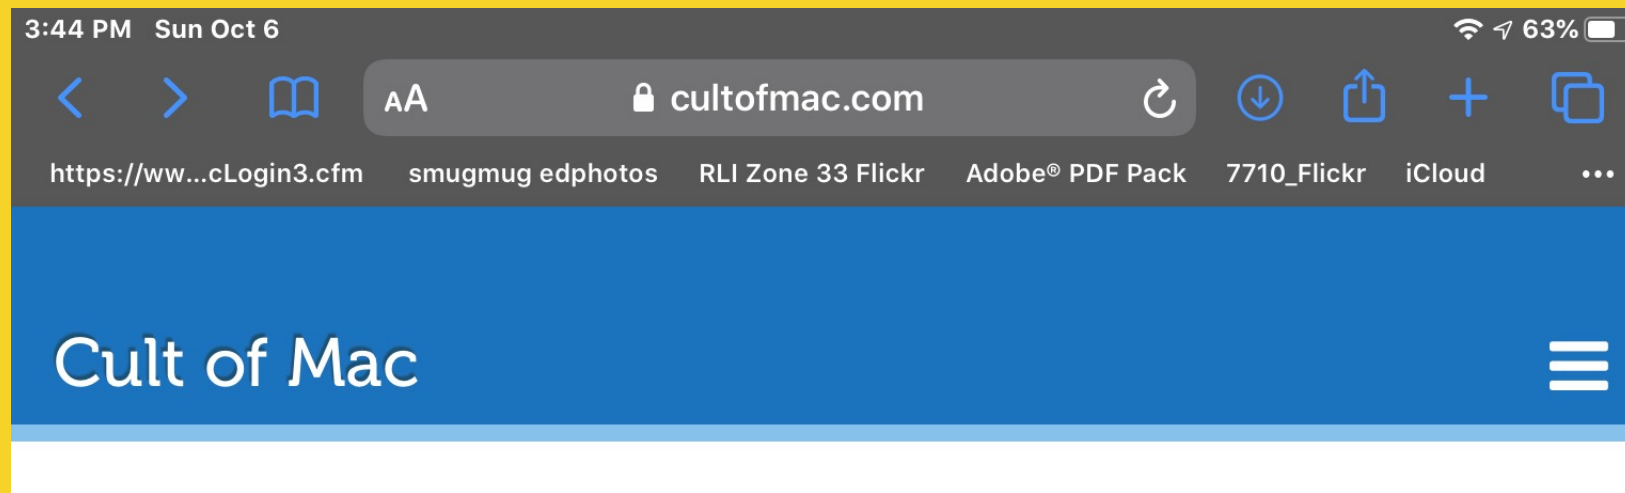 3:44 PM Sun Oct 6 63%
AA cultofmac.com
https://ww...cLogin3.cfm smugmug edphotos RLI Zone 33 Flickr Adobe® PDF Pack 7710_Flickr iCloud ...
Cult of Mac